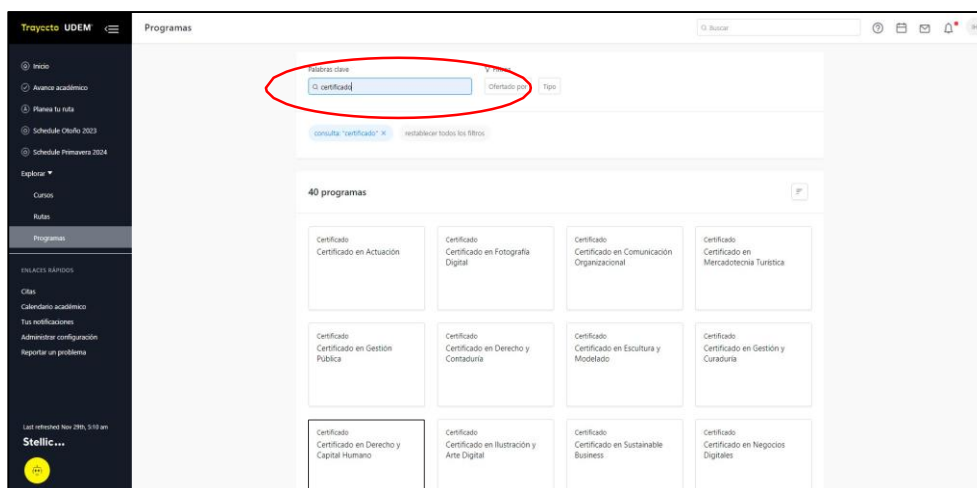 Trayecto UDEM
Programas
Buscar
Inicio
Avance académico
Planea tu ruta
Schedule Otoño 2023
Schedule Primavera 2024
Explorar
Cursos
Rutas
Programas
ENLACES RÁPIDOS
Citas
Calendario académico
Tus notificaciones
Administrar configuración
Reportar un problema
Last refreshed Nov 29th, 5:10 am
Stellic...
Palabras clave
Filtros
certificado
Ofertado por
Tipo
consulta: "certificado" ×
restablecer todos los filtros
40 programas
Certificado
Certificado en Actuación
Certificado
Certificado en Fotografía
Digital
Certificado
Certificado en Comunicación
Organizacional
Certificado
Certificado en
Mercadotecnia Turística
Certificado
Certificado en Gestión
Pública
Certificado
Certificado en Derecho y
Contaduría
Certificado
Certificado en Escultura y
Modelado
Certificado
Certificado en Gestión y
Curaduría
Certificado
Certificado en Derecho y
Capital Humano
Certificado
Certificado en Ilustración y
Arte Digital
Certificado
Certificado en Sustainable
Business
Certificado
Certificado en Negocios
Digitales